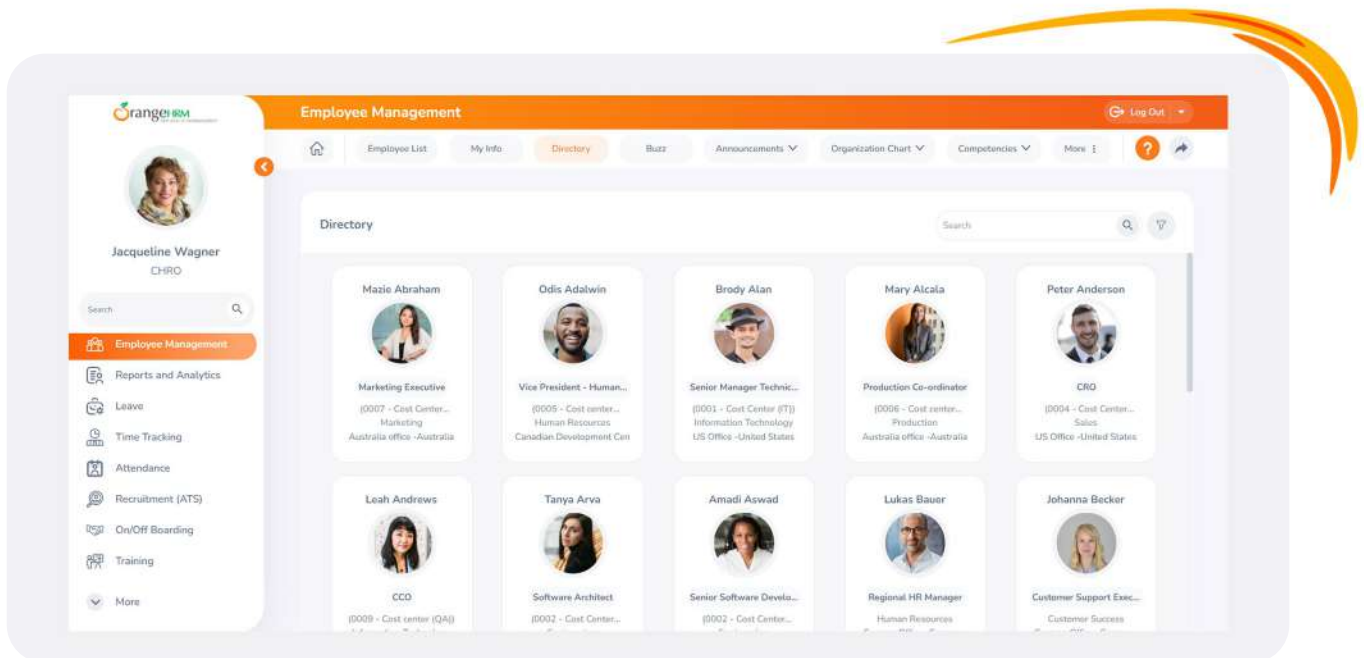 OrangeHRM
Employee Management
Log Out
Employee List
My Info
Directory
Buzz
Announcements
Organization Chart
Competencies
More
?
Jacqueline Wagner
CHRO
Search
Employee Management
Reports and Analytics
Leave
Time Tracking
Attendance
Recruitment (ATS)
On/Off Boarding
Training
More
Directory
Search
Mazie Abraham
Marketing Executive
(0007 - Cost Center...
Marketing
Australia office -Australia
Odis Adalwin
Vice President - Human...
(0005 - Cost center...
Human Resources
Canadian Development Cen
Brody Alan
Senior Manager Technic...
(0001 - Cost Center (IT))
Information Technology
US Office -United States
Mary Alcala
Production Co-ordinator
(0006 - Cost center...
Production
Australia office -Australia
Peter Anderson
CRO
(0004 - Cost Center...
Sales
US Office -United States
Leah Andrews
CCO
(0009 - Cost center (QA))
Tanya Arva
Software Architect
(0002 - Cost Center...
Amadi Aswad
Senior Software Develo...
(0002 - Cost Center...
Lukas Bauer
Regional HR Manager
Human Resources
Johanna Becker
Customer Support Exec...
Customer Success